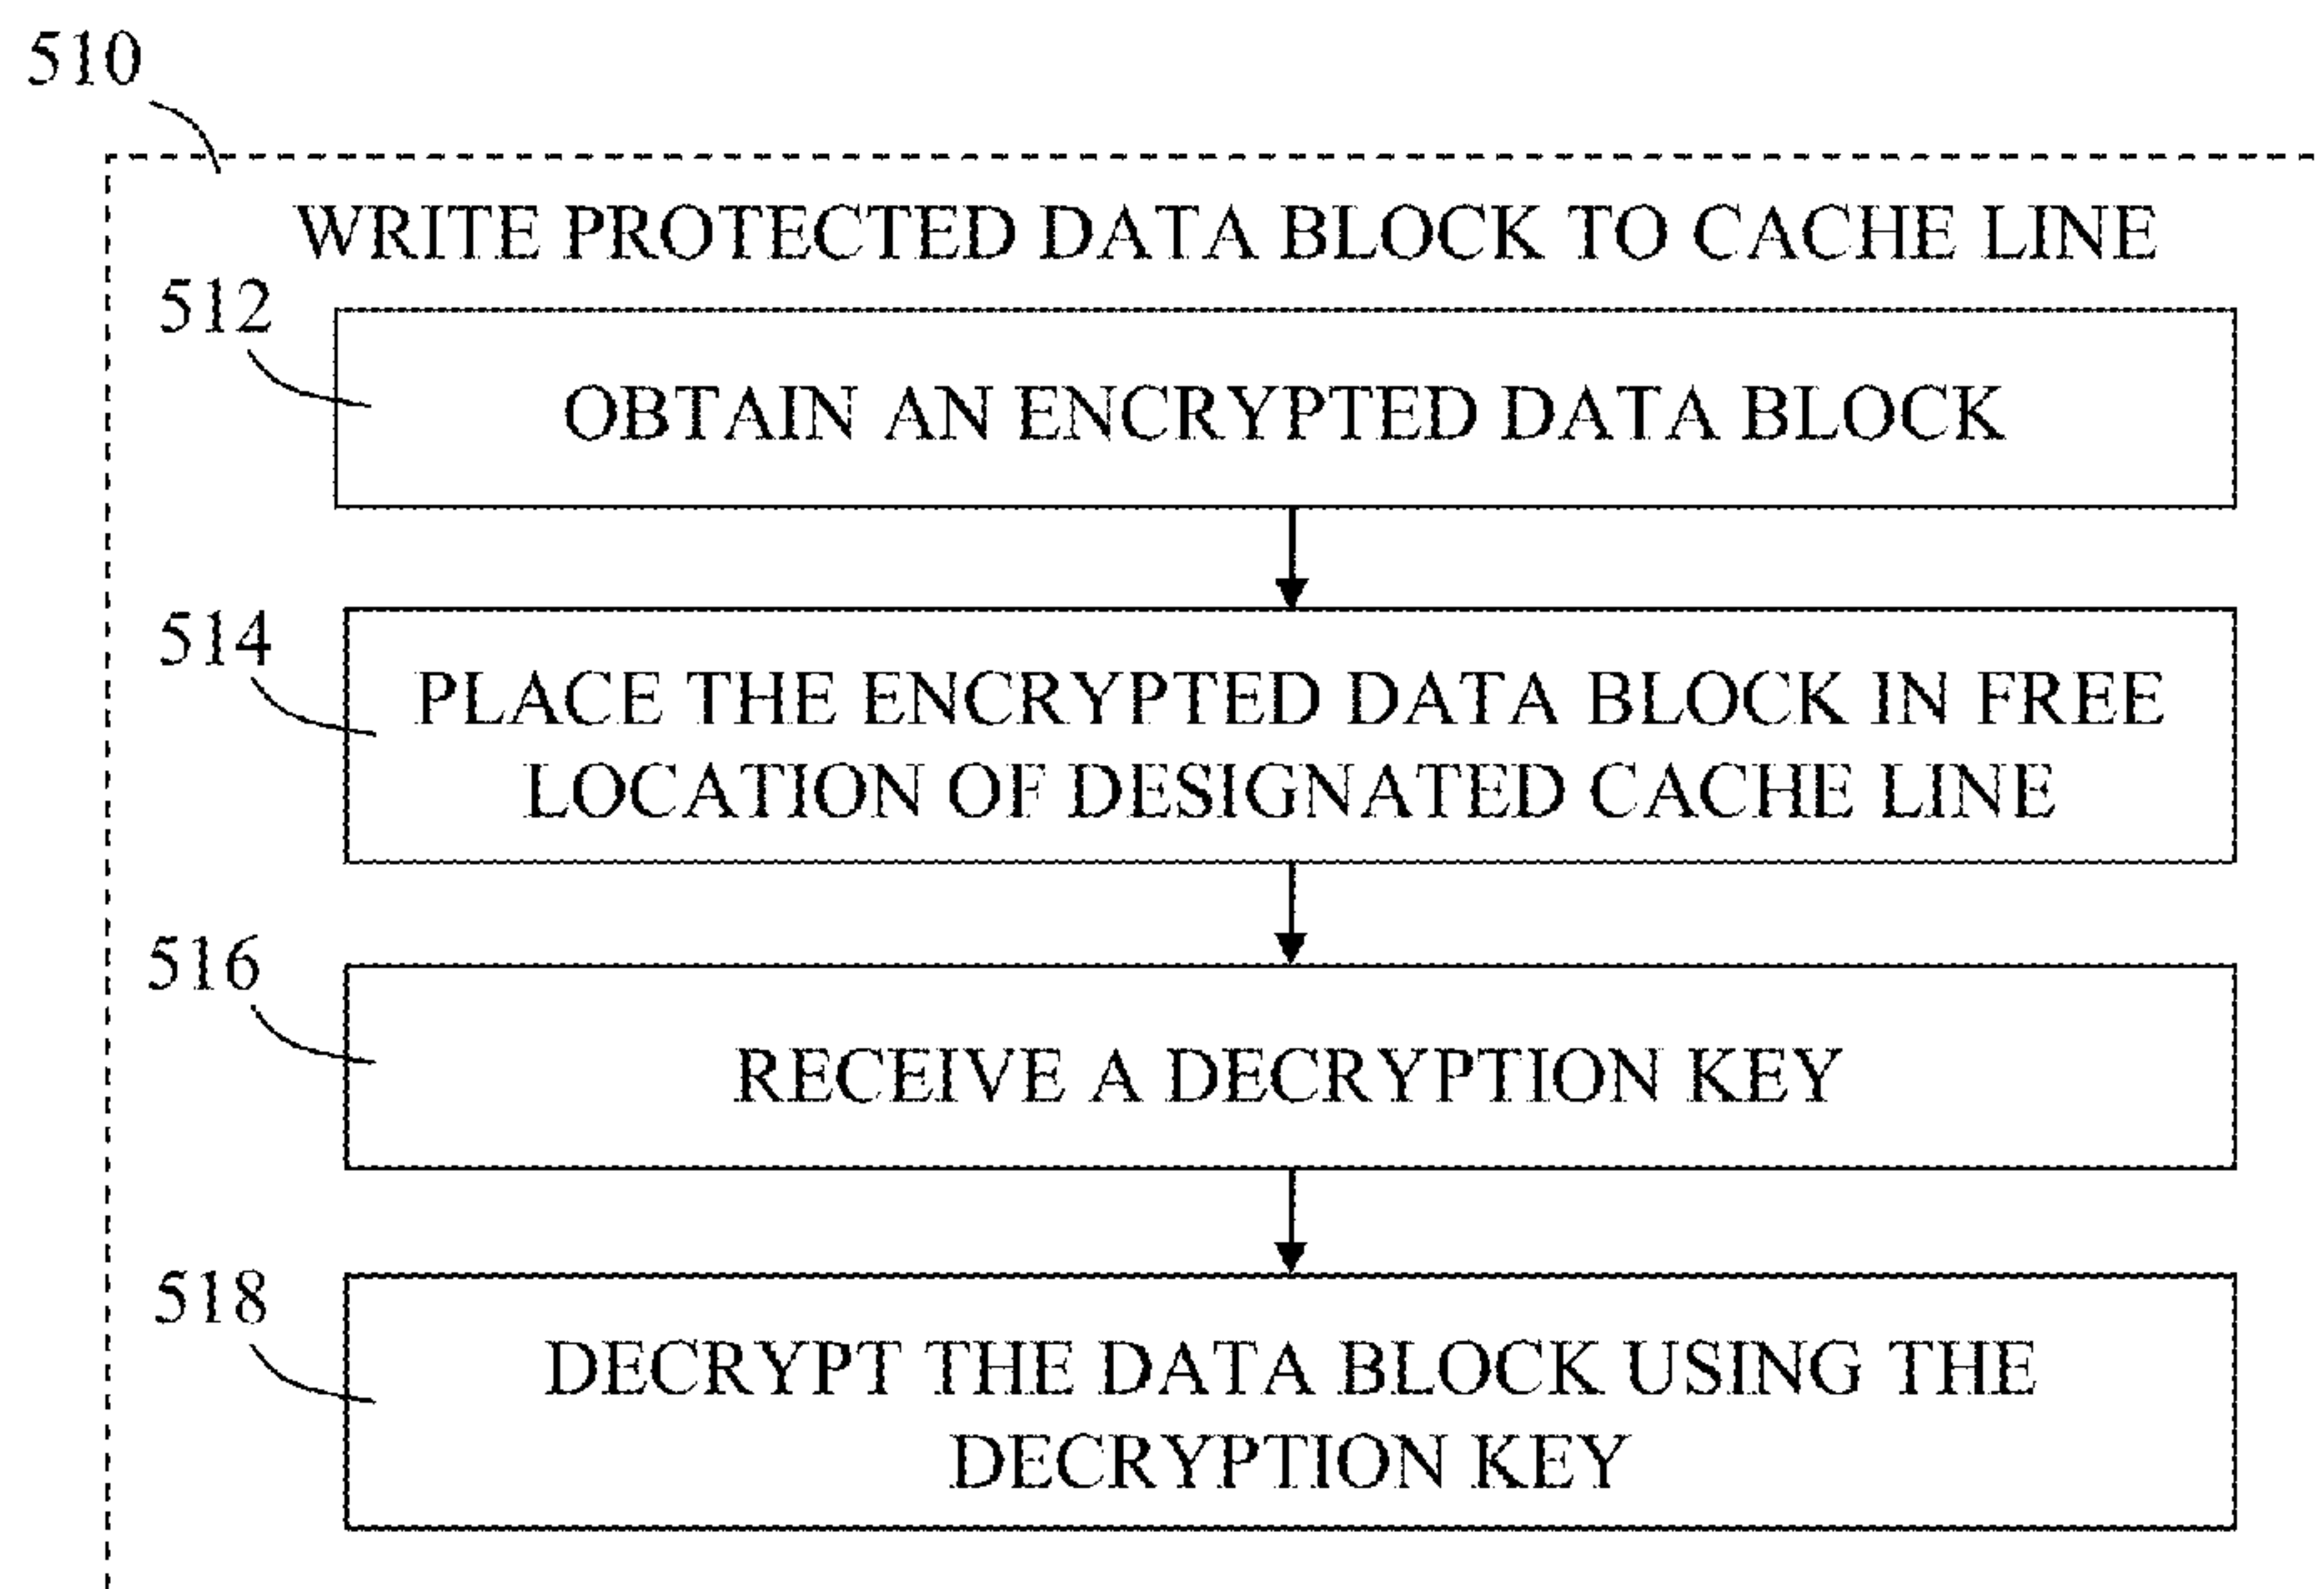 510
WRITE PROTECTED DATA BLOCK TO CACHE LINE
512
OBTAIN AN ENCRYPTED DATA BLOCK
514
PLACE THE ENCRYPTED DATA BLOCK IN FREE
LOCATION OF DESIGNATED CACHE LINE
516
RECEIVE A DECRYPTION KEY
518
DECRYPT THE DATA BLOCK USING THE
DECRYPTION KEY